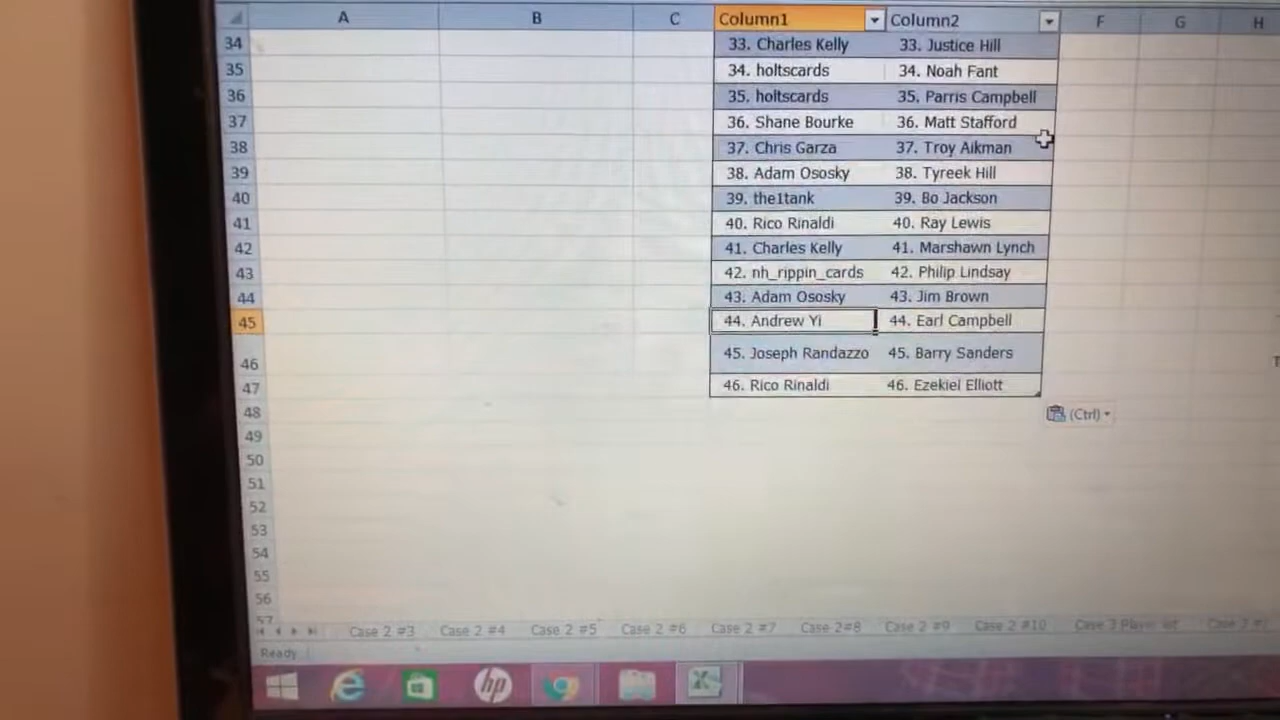 A B C Column1 Column2 F G H
34 33. Charles Kelly 33. Justice Hill
35 34. holtscards 34. Noah Fant
36 35. holtscards 35. Parris Campbell
37 36. Shane Bourke 36. Matt Stafford
38 37. Chris Garza 37. Troy Aikman
39 38. Adam Ososky 38. Tyreek Hill
40 39. the1tank 39. Bo Jackson
41 40. Rico Rinaldi 40. Ray Lewis
42 41. Charles Kelly 41. Marshawn Lynch
43 42. nh_rippin_cards 42. Philip Lindsay
44 43. Adam Ososky 43. Jim Brown
45 44. Andrew Yi 44. Earl Campbell
46 45. Joseph Randazzo 45. Barry Sanders
47 46. Rico Rinaldi 46. Ezekiel Elliott
48 (Ctrl)
49
50
51
52
53
54
55
56
57
Case 2 #3 Case 2 #4 Case 2 #5 Case 2 #6 Case 2 #7 Case 2#8 Case 2 #9 Case 2 #10 Case 3
Ready
hp